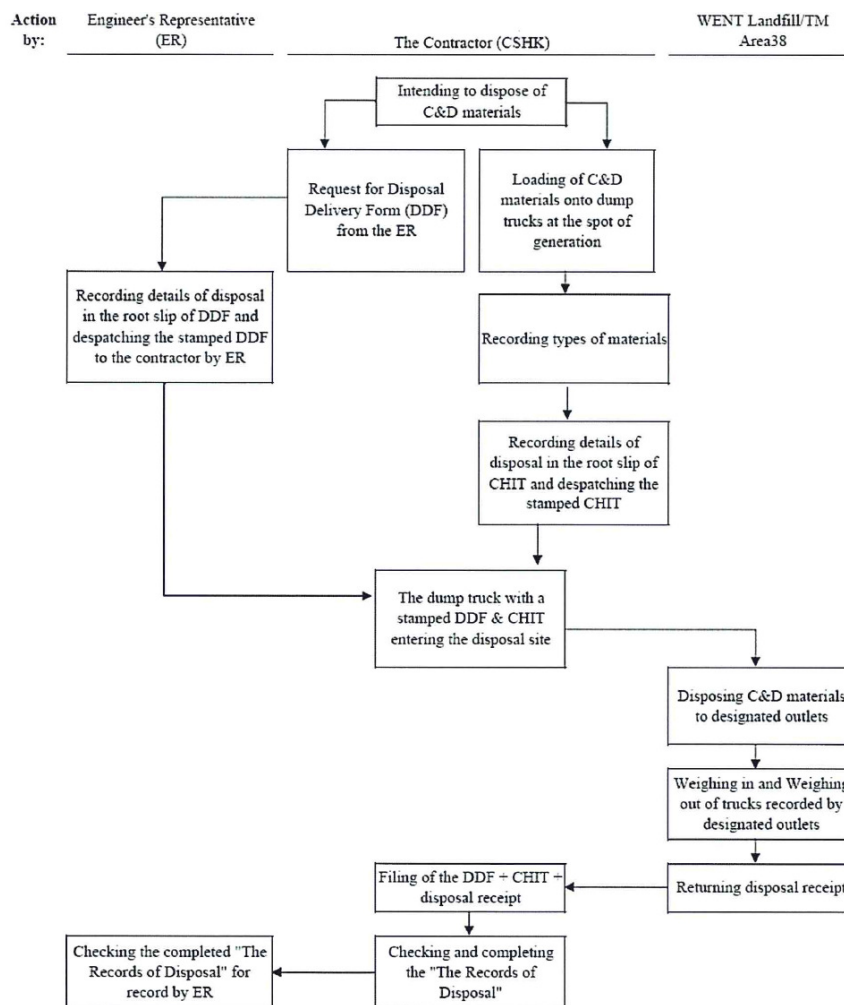 Action
by:
Engineer's Representative
(ER)
The Contractor (CSHK)
WENT Landfill/TM
Area38
Intending to dispose of
C&D materials
Request for Disposal
Delivery Form (DDF)
from the ER
Loading of C&D
materials onto dump
trucks at the spot of
generation
Recording details of disposal
in the root slip of DDF and
despatching the stamped DDF
to the contractor by ER
Recording types of materials
Recording details of
disposal in the root slip of
CHIT and despatching the
stamped CHIT
The dump truck with a
stamped DDF & CHIT
entering the disposal site
Disposing C&D materials
to designated outlets
Weighing in and Weighing
out of trucks recorded by
designated outlets
Filing of the DDF + CHIT +
disposal receipt
Returning disposal receipt
Checking the completed "The
Records of Disposal" for
record by ER
Checking and completing
the "The Records of
Disposal"